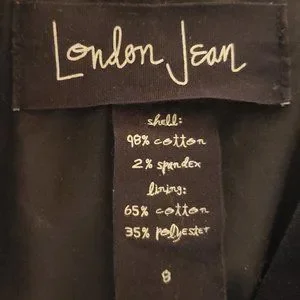 London Jean
shell:
98% cotton
2% spandex
lining:
65% cotton
35% polyester
8